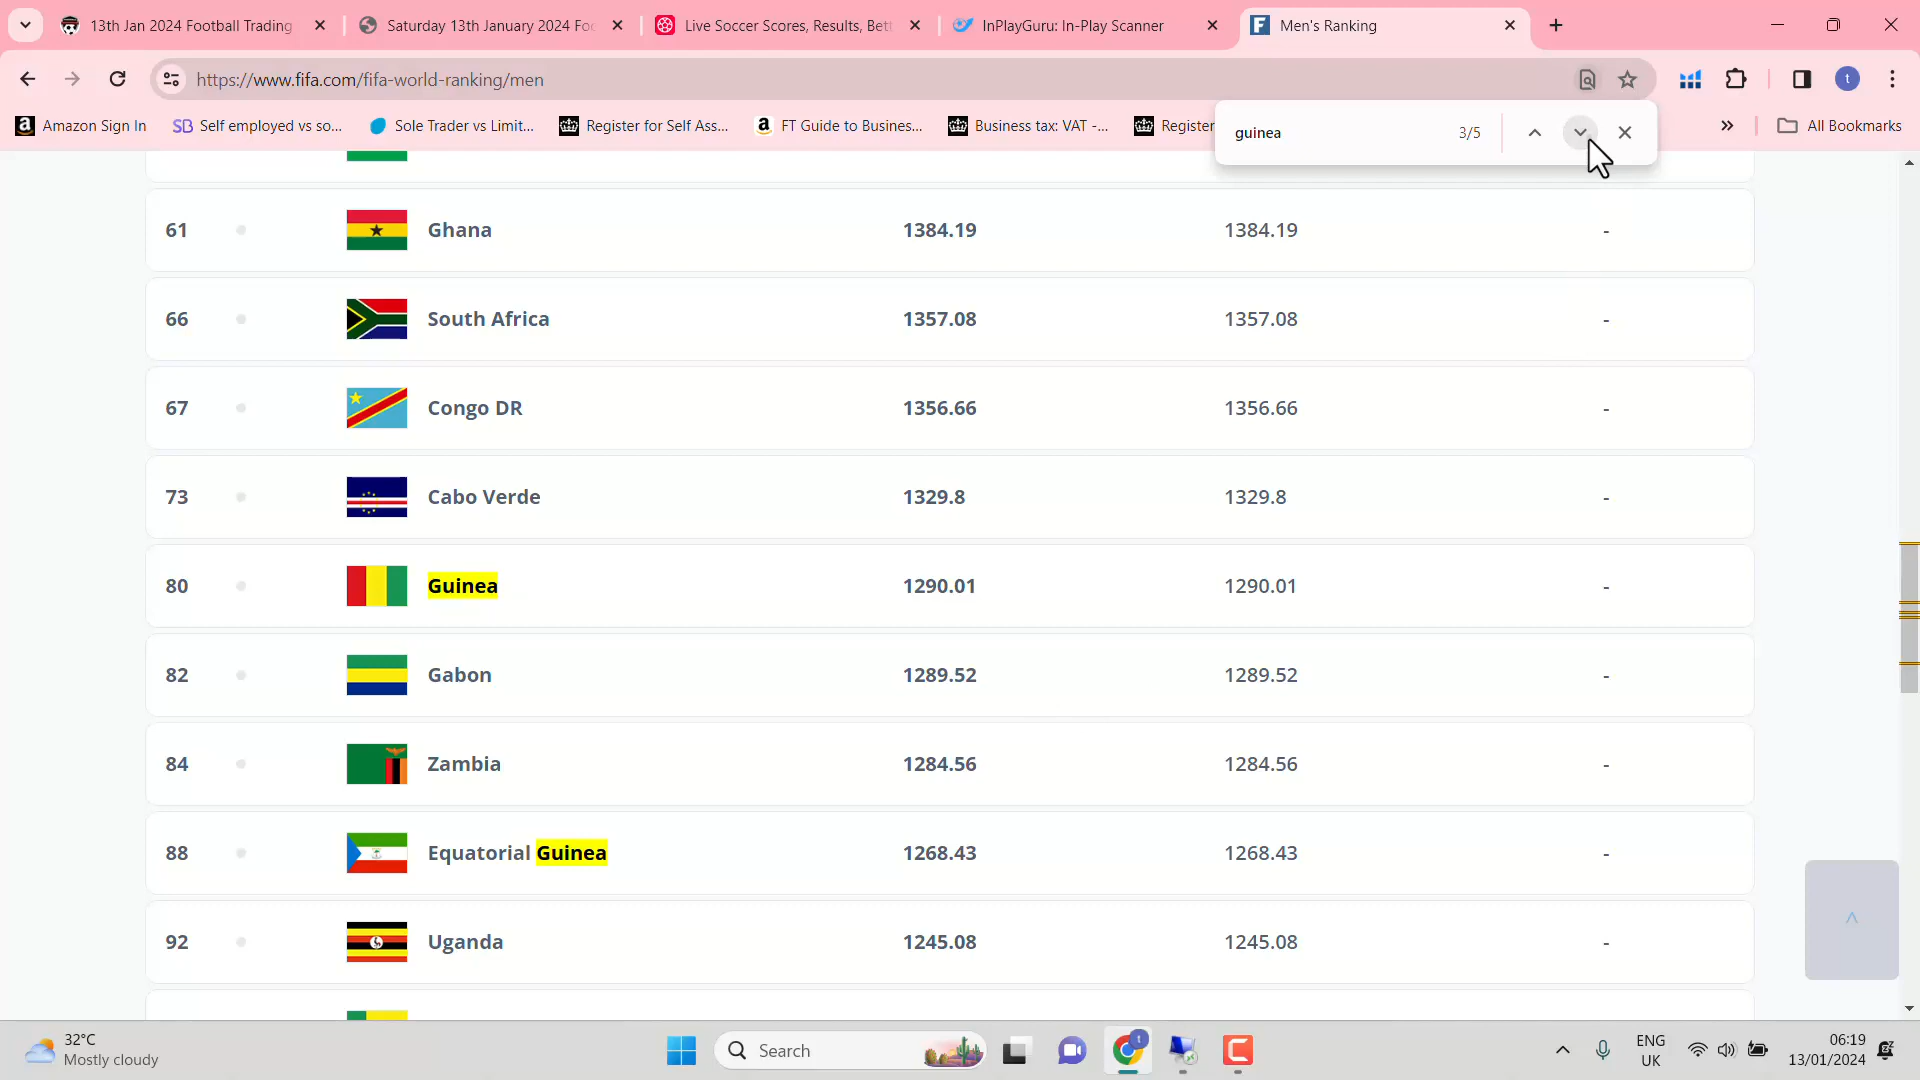 13th Jan 2024 Football Trading
Saturday 13th January 2024 Foo
Live Soccer Scores, Results, Bett
InPlayGuru: In-Play Scanner
Men's Ranking
https://www.fifa.com/fifa-world-ranking/men
Amazon Sign In
Self employed vs so...
Sole Trader vs Limit...
Register for Self Ass...
FT Guide to Busines...
Business tax: VAT -...
Register
All Bookmarks
guinea 3/5
61 Ghana 1384.19 1384.19 -
66 South Africa 1357.08 1357.08 -
67 Congo DR 1356.66 1356.66 -
73 Cabo Verde 1329.8 1329.8 -
80 Guinea 1290.01 1290.01 -
82 Gabon 1289.52 1289.52 -
84 Zambia 1284.56 1284.56 -
88 Equatorial Guinea 1268.43 1268.43 -
92 Uganda 1245.08 1245.08 -
32°C
Mostly cloudy
Search
ENG
UK
06:19
13/01/2024